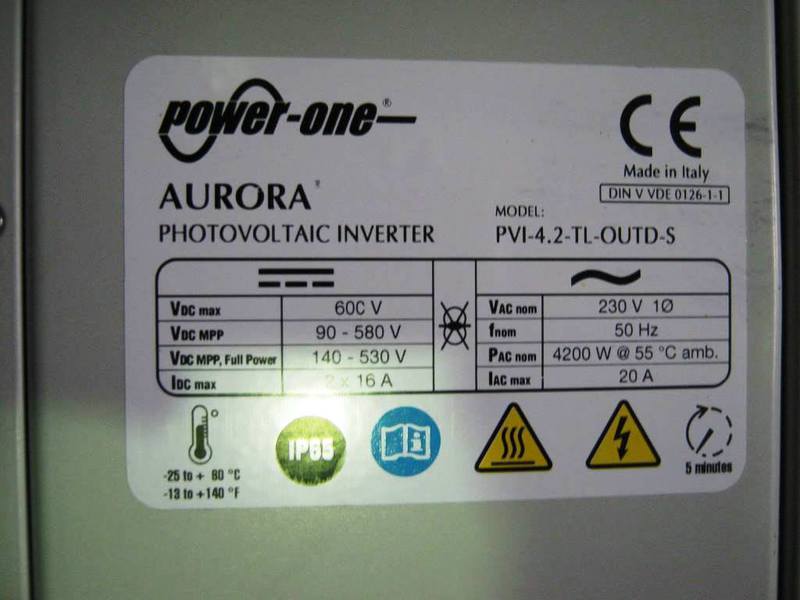 power-one®
CE
Made in Italy
DIN V VDE 0126-1-1
AURORA
PHOTOVOLTAIC INVERTER
MODEL:
PVI-4.2-TL-OUTD-S
VDC max 600 V
VDC MPP 90 - 580 V
VDC MPP, Full Power 140 - 530 V
IDC max 2 x 16 A
VAC nom 230 V 1Ø
fnom 50 Hz
PAC nom 4200 W @ 55 °C amb.
IAC max 20 A
IP65
-25 to + 60 °C
-13 to +140 °F
5 minutes